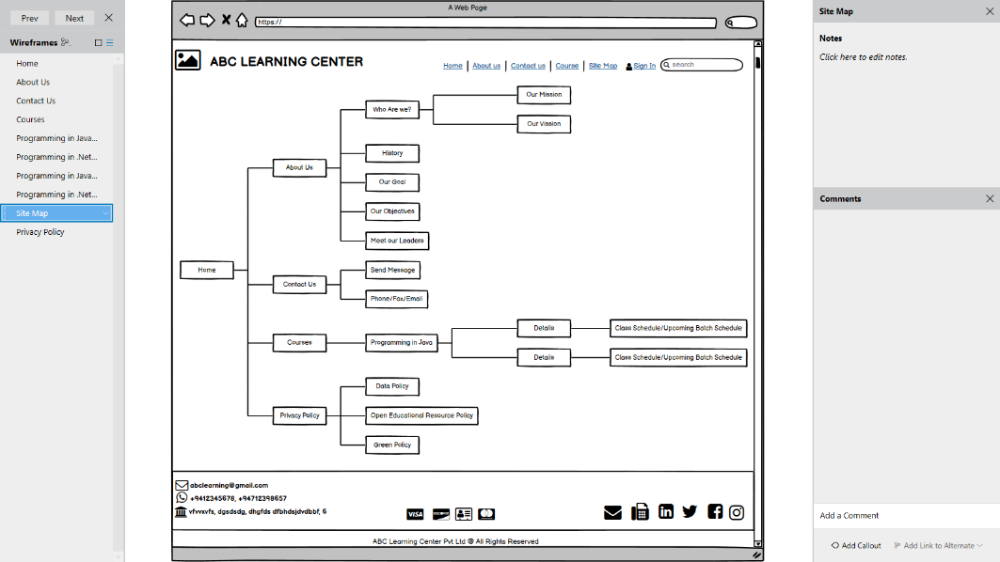 Prev Next
Wireframes
Home
About Us
Contact Us
Courses
Programming in Java...
Programming in .Net...
Programming in Java...
Programming in .Net...
Site Map
Privacy Policy
A Web Page
https://
ABC LEARNING CENTER
Home | About us | Contact us | Course | Site Map Sign In search
Our Mission
Who Are we?
Our Vission
History
About Us
Our Goal
Our Objectives
Meet our Leaders
Home
Send Message
Contact Us
Phone/Fax/Email
Details Class Schedule/Upcoming Batch Schedule
Courses Programming in Java
Details Class Schedule/Upcoming Batch Schedule
Data Policy
Privacy Policy Open Educational Resource Policy
Green Policy
abclearning@gmail.com
+9412345678, +94712398657
vfvvxvfs, dgsdsdg, dhgfds dfbhdsjdvdbbf, 6
VISA DISCOVER
ABC Learning Center Pvt Ltd @ All Rights Reserved
Site Map
Notes
Click here to edit notes.
Comments
Add a Comment
Add Callout Add Link to Alternate